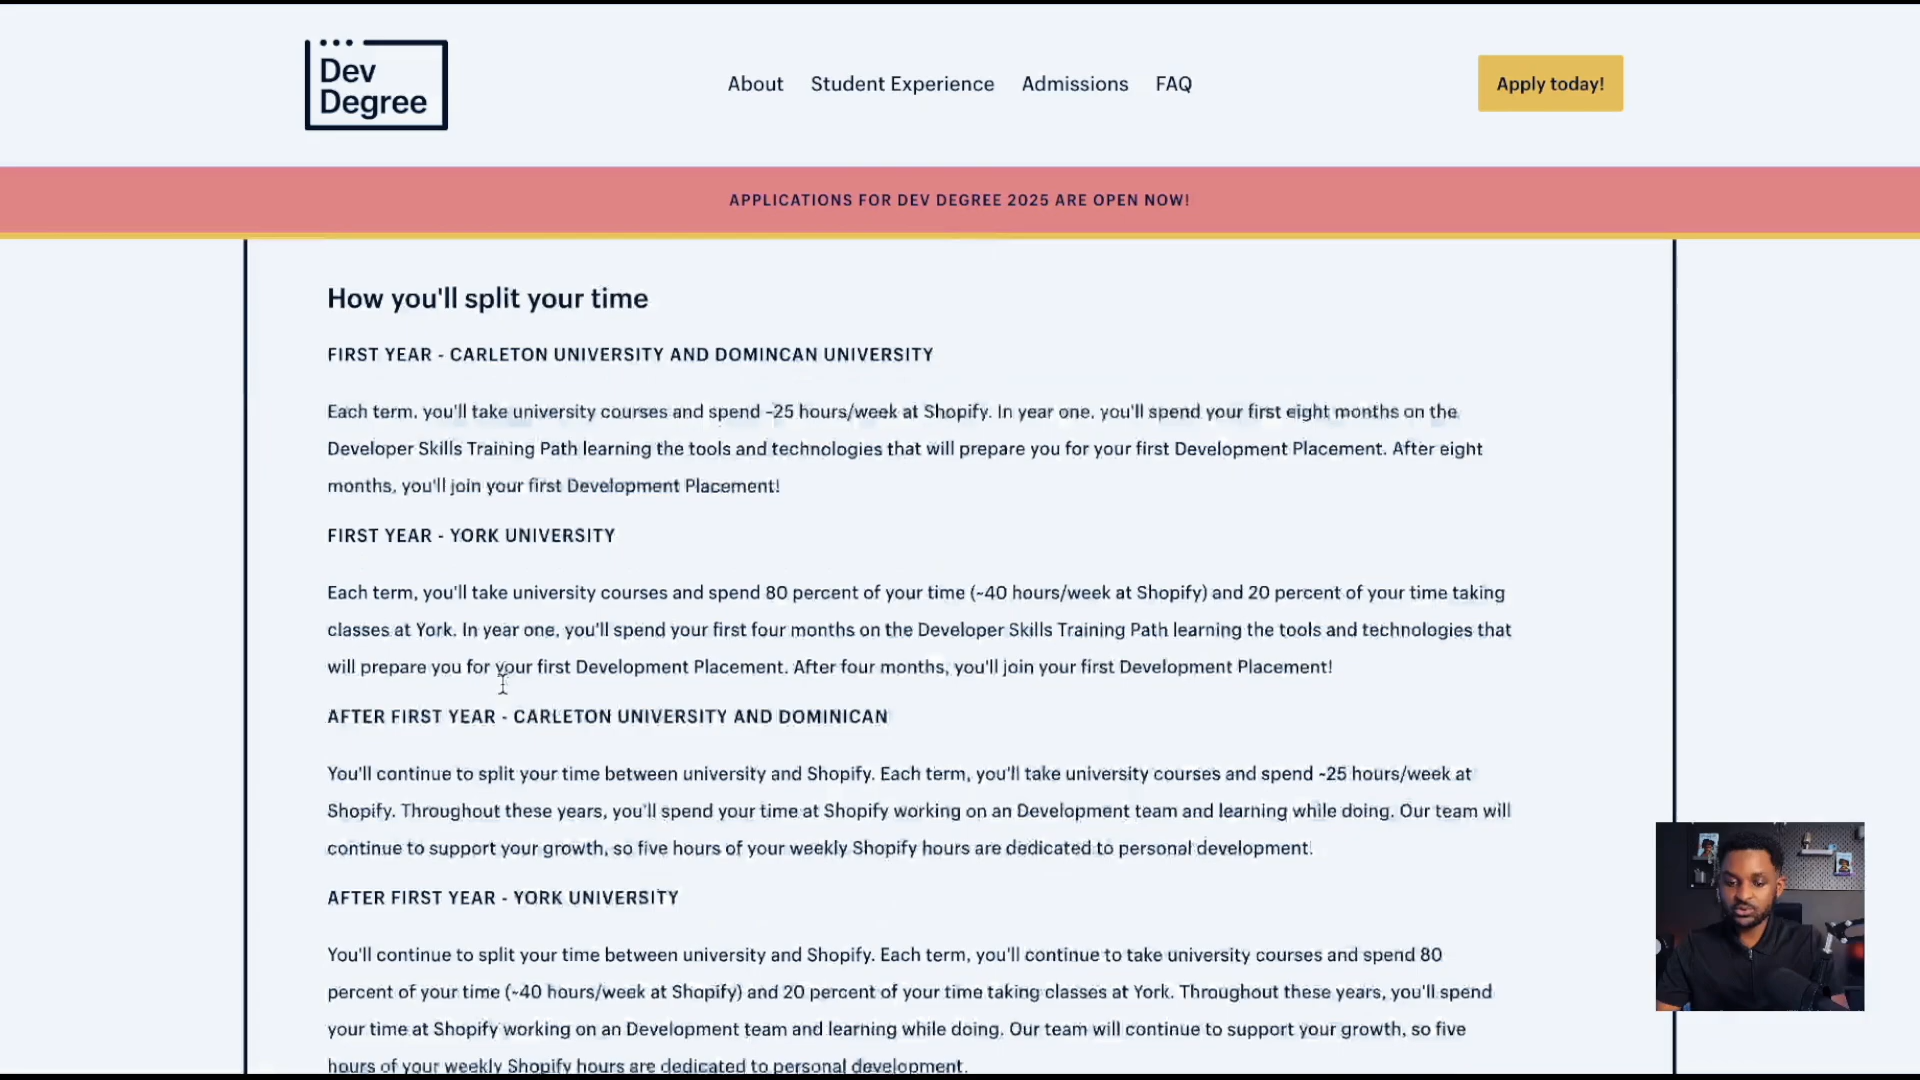 Dev
Degree
About
Student Experience
Admissions
FAQ
Apply today!
APPLICATIONS FOR DEV DEGREE 2025 ARE OPEN NOW!
How you'll split your time
FIRST YEAR - CARLETON UNIVERSITY AND DOMINCAN UNIVERSITY
Each term, you'll take university courses and spend ~25 hours/week at Shopify. In year one, you'll spend your first eight months on the
Developer Skills Training Path learning the tools and technologies that will prepare you for your first Development Placement. After eight
months, you'll join your first Development Placement!
FIRST YEAR - YORK UNIVERSITY
Each term, you'll take university courses and spend 80 percent of your time (~40 hours/week at Shopify) and 20 percent of your time taking
classes at York. In year one, you'll spend your first four months on the Developer Skills Training Path learning the tools and technologies that
will prepare you for your first Development Placement. After four months, you'll join your first Development Placement!
AFTER FIRST YEAR - CARLETON UNIVERSITY AND DOMINICAN
You'll continue to split your time between university and Shopify. Each term, you'll take university courses and spend ~25 hours/week at
Shopify. Throughout these years, you'll spend your time at Shopify working on an Development team and learning while doing. Our team will
continue to support your growth, so five hours of your weekly Shopify hours are dedicated to personal development.
AFTER FIRST YEAR - YORK UNIVERSITY
You'll continue to split your time between university and Shopify. Each term, you'll continue to take university courses and spend 80
percent of your time (~40 hours/week at Shopify) and 20 percent of your time taking classes at York. Throughout these years, you'll spend
your time at Shopify working on an Development team and learning while doing. Our team will continue to support your growth, so five
hours of your weekly Shopify hours are dedicated to personal development.